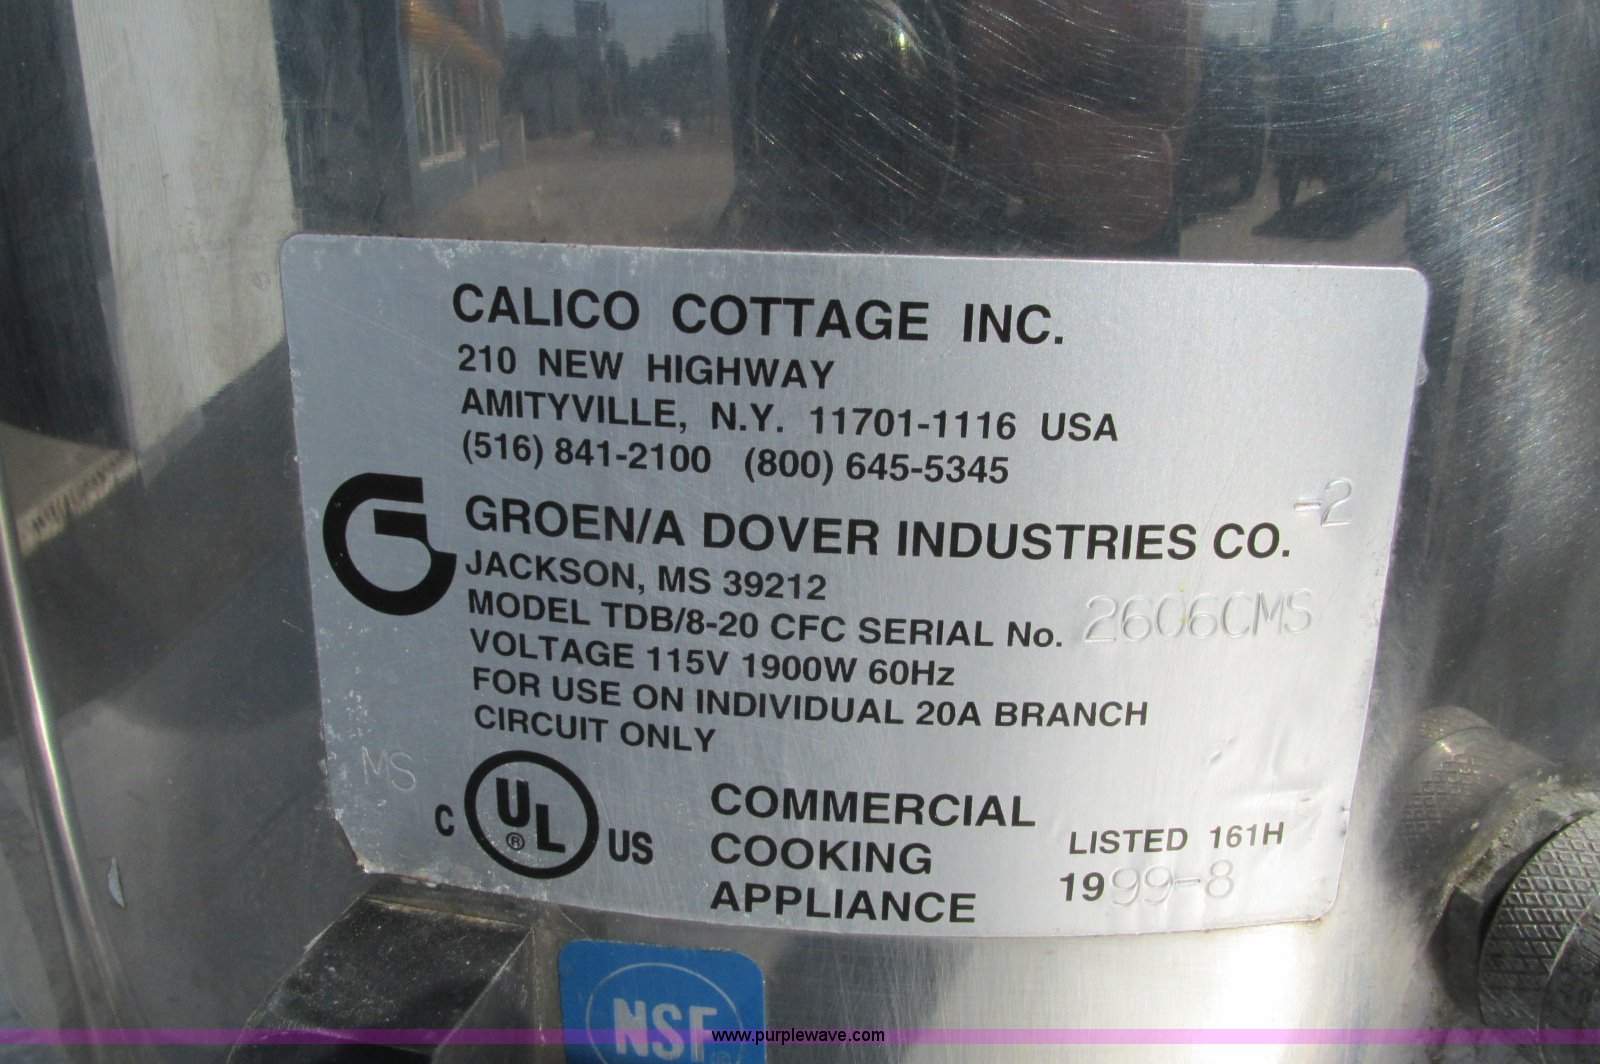 CALICO COTTAGE INC.
210 NEW HIGHWAY
AMITYVILLE, N.Y. 11701-1116 USA
(516) 841-2100 (800) 645-5345
GROEN/A DOVER INDUSTRIES CO. -2
JACKSON, MS 39212
MODEL TDB/8-20 CFC SERIAL No. 2606CMS
VOLTAGE 115V 1900W 60Hz
FOR USE ON INDIVIDUAL 20A BRANCH
CIRCUIT ONLY
MS
C UL ® US
COMMERCIAL
COOKING
APPLIANCE
LISTED 161H
1999-8
NSF
www.purplewave.com